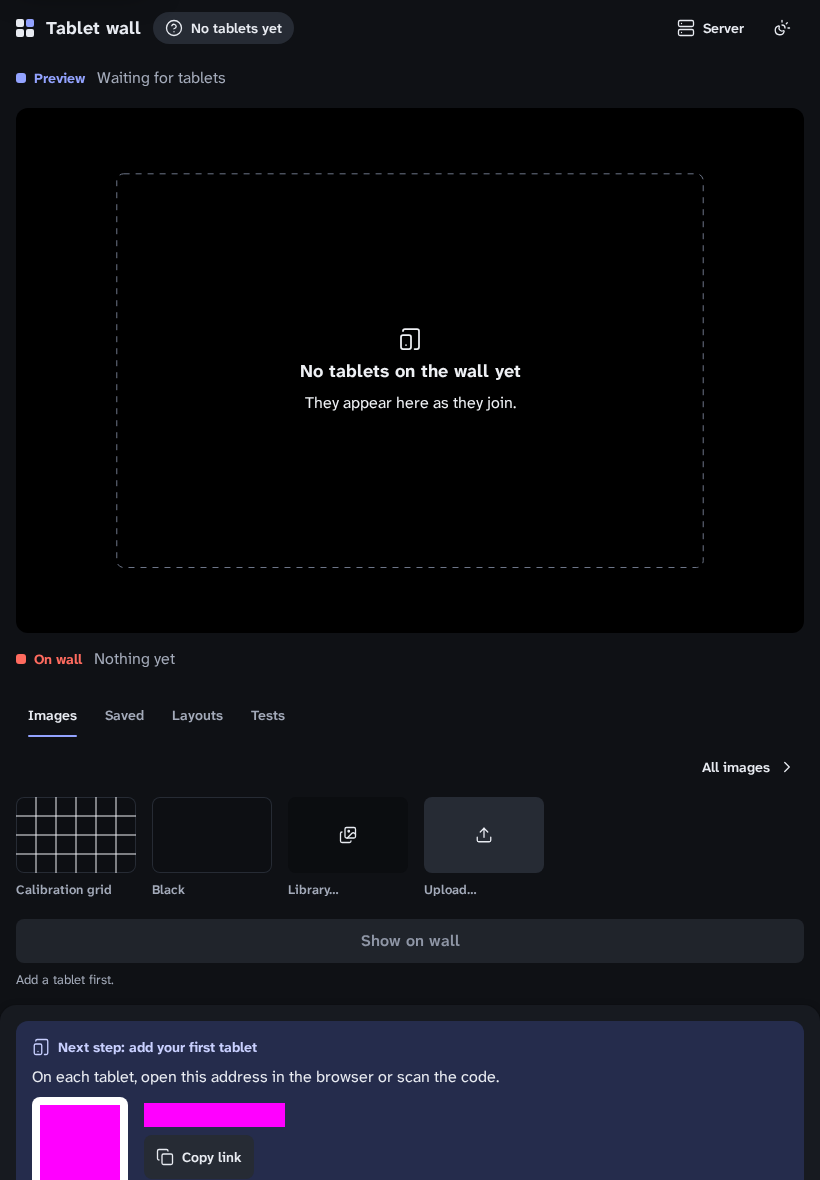 Tablet wall
No tablets yet
Server
Preview Waiting for tablets
No tablets on the wall yet
They appear here as they join.
On wall Nothing yet
Images Saved Layouts Tests
All images
Calibration grid
Black
Library...
Upload...
Show on wall
Add a tablet first.
Next step: add your first tablet
On each tablet, open this address in the browser or scan the code.
Copy link